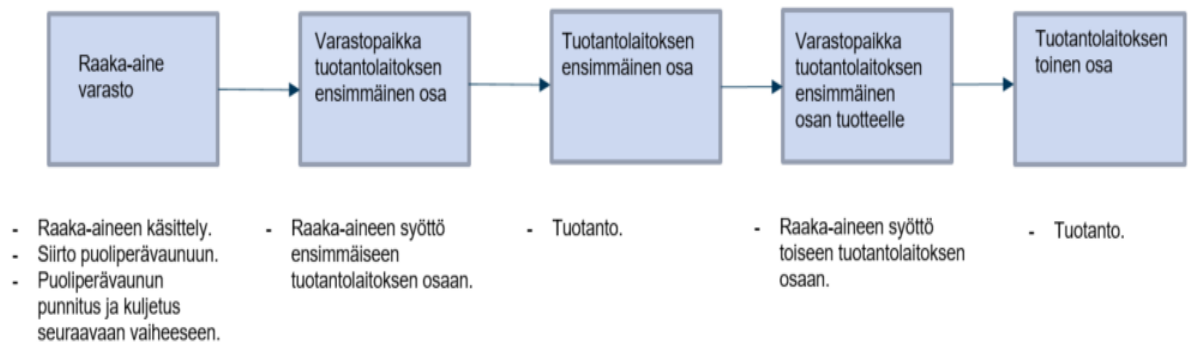 Raaka-aine
varasto
Varastopaikka
tuotantolaitoksen
ensimmäinen osa
Tuotantolaitoksen
ensimmäinen osa
Varastopaikka
tuotantolaitoksen
ensimmäinen
osan tuotteelle
Tuotantolaitoksen
toinen osa
- Raaka-aineen käsittely.
- Siirto puoliperävaunuun.
- Puoliperävaunun
punnitus ja kuljetus
seuraavaan vaiheeseen.
- Raaka-aineen syöttö
ensimmäiseen
tuotantolaitoksen osaan.
- Tuotanto.
- Raaka-aineen syöttö
toiseen tuotantolaitoksen
osaan.
- Tuotanto.